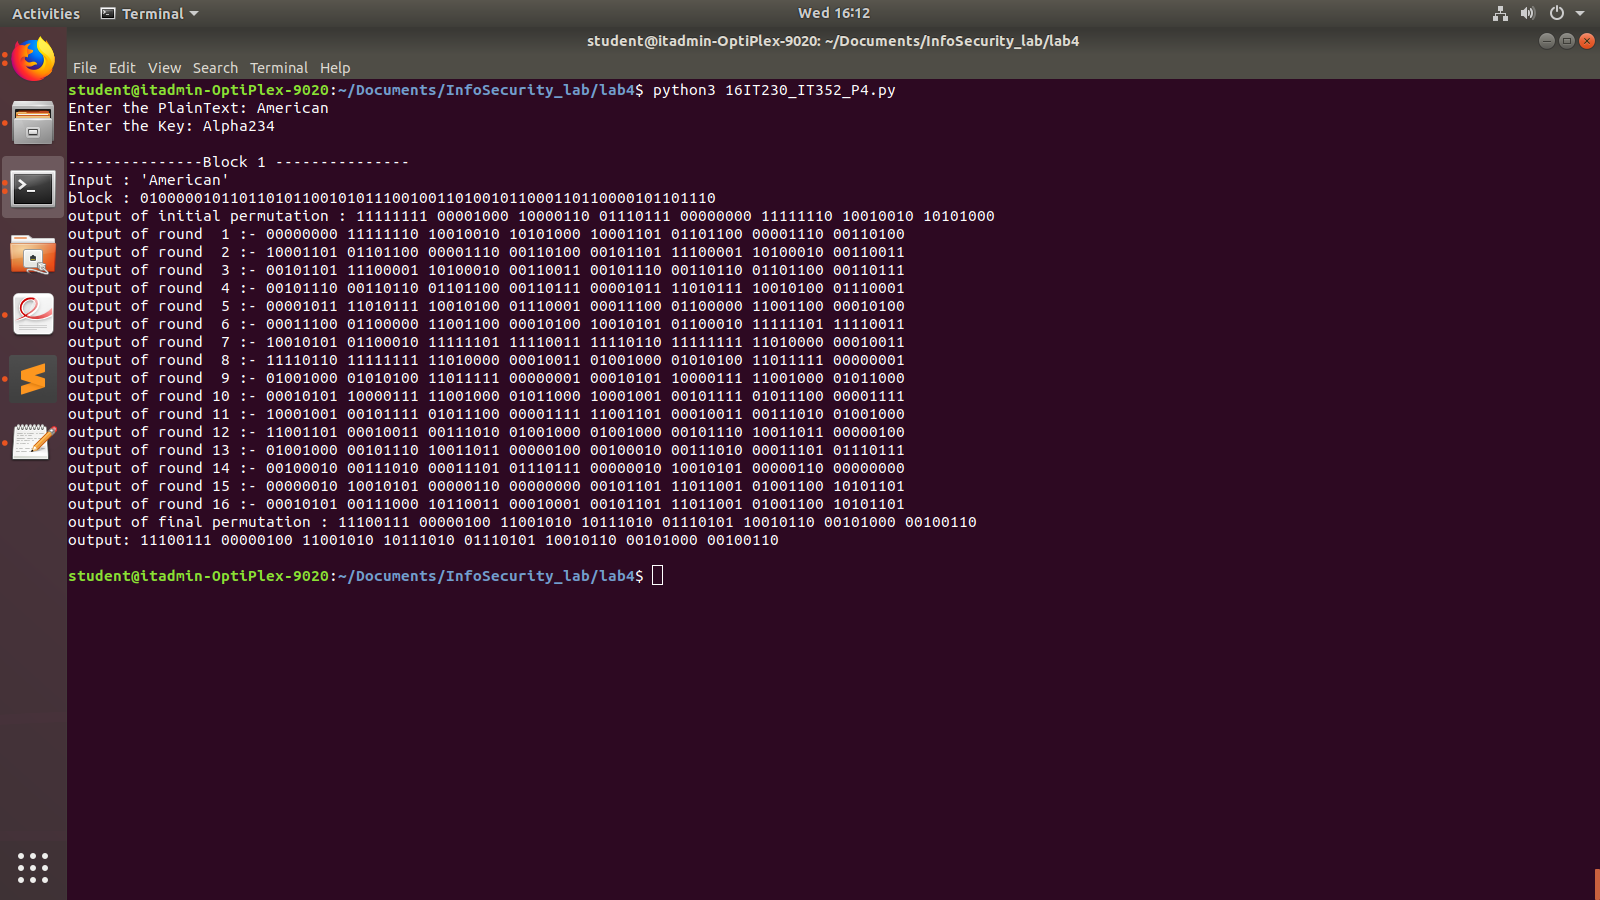 Activities Terminal Wed 16:12
student@itadmin-OptiPlex-9020: ~/Documents/InfoSecurity_lab/lab4
File Edit View Search Terminal Help
student@itadmin-OptiPlex-9020:~/Documents/InfoSecurity_lab/lab4$ python3 16IT230_IT352_P4.py
Enter the PlainText: American
Enter the Key: Alpha234
---------------Block 1 ---------------
Input : 'American'
block : 0100000101101101011001010111001001101001011000110110000101101110
output of initial permutation : 11111111 00001000 10000110 01110111 00000000 11111110 10010010 10101000
output of round  1 :- 00000000 11111110 10010010 10101000 10001101 01101100 00001110 00110100
output of round  2 :- 10001101 01101100 00001110 00110100 00101101 11100001 10100010 00110011
output of round  3 :- 00101101 11100001 10100010 00110011 00101110 00110110 01101100 00110111
output of round  4 :- 00101110 00110110 01101100 00110111 00001011 11010111 10010100 01110001
output of round  5 :- 00001011 11010111 10010100 01110001 00011100 01100000 11001100 00010100
output of round  6 :- 00011100 01100000 11001100 00010100 10010101 01100010 11111101 11110011
output of round  7 :- 10010101 01100010 11111101 11110011 11110110 11111111 11010000 00010011
output of round  8 :- 11110110 11111111 11010000 00010011 01001000 01010100 11011111 00000001
output of round  9 :- 01001000 01010100 11011111 00000001 00010101 10000111 11001000 01011000
output of round 10 :- 00010101 10000111 11001000 01011000 10001001 00101111 01011100 00001111
output of round 11 :- 10001001 00101111 01011100 00001111 11001101 00010011 00111010 01001000
output of round 12 :- 11001101 00010011 00111010 01001000 01001000 00101110 10011011 00000100
output of round 13 :- 01001000 00101110 10011011 00000100 00100010 00111010 00011101 01110111
output of round 14 :- 00100010 00111010 00011101 01110111 00000010 10010101 00000110 00000000
output of round 15 :- 00000010 10010101 00000110 00000000 00101101 11011001 01001100 10101101
output of round 16 :- 00010101 00111000 10110011 00010001 00101101 11011001 01001100 10101101
output of final permutation : 11100111 00000100 11001010 10111010 01110101 10010110 00101000 00100110
output: 11100111 00000100 11001010 10111010 01110101 10010110 00101000 00100110
student@itadmin-OptiPlex-9020:~/Documents/InfoSecurity_lab/lab4$